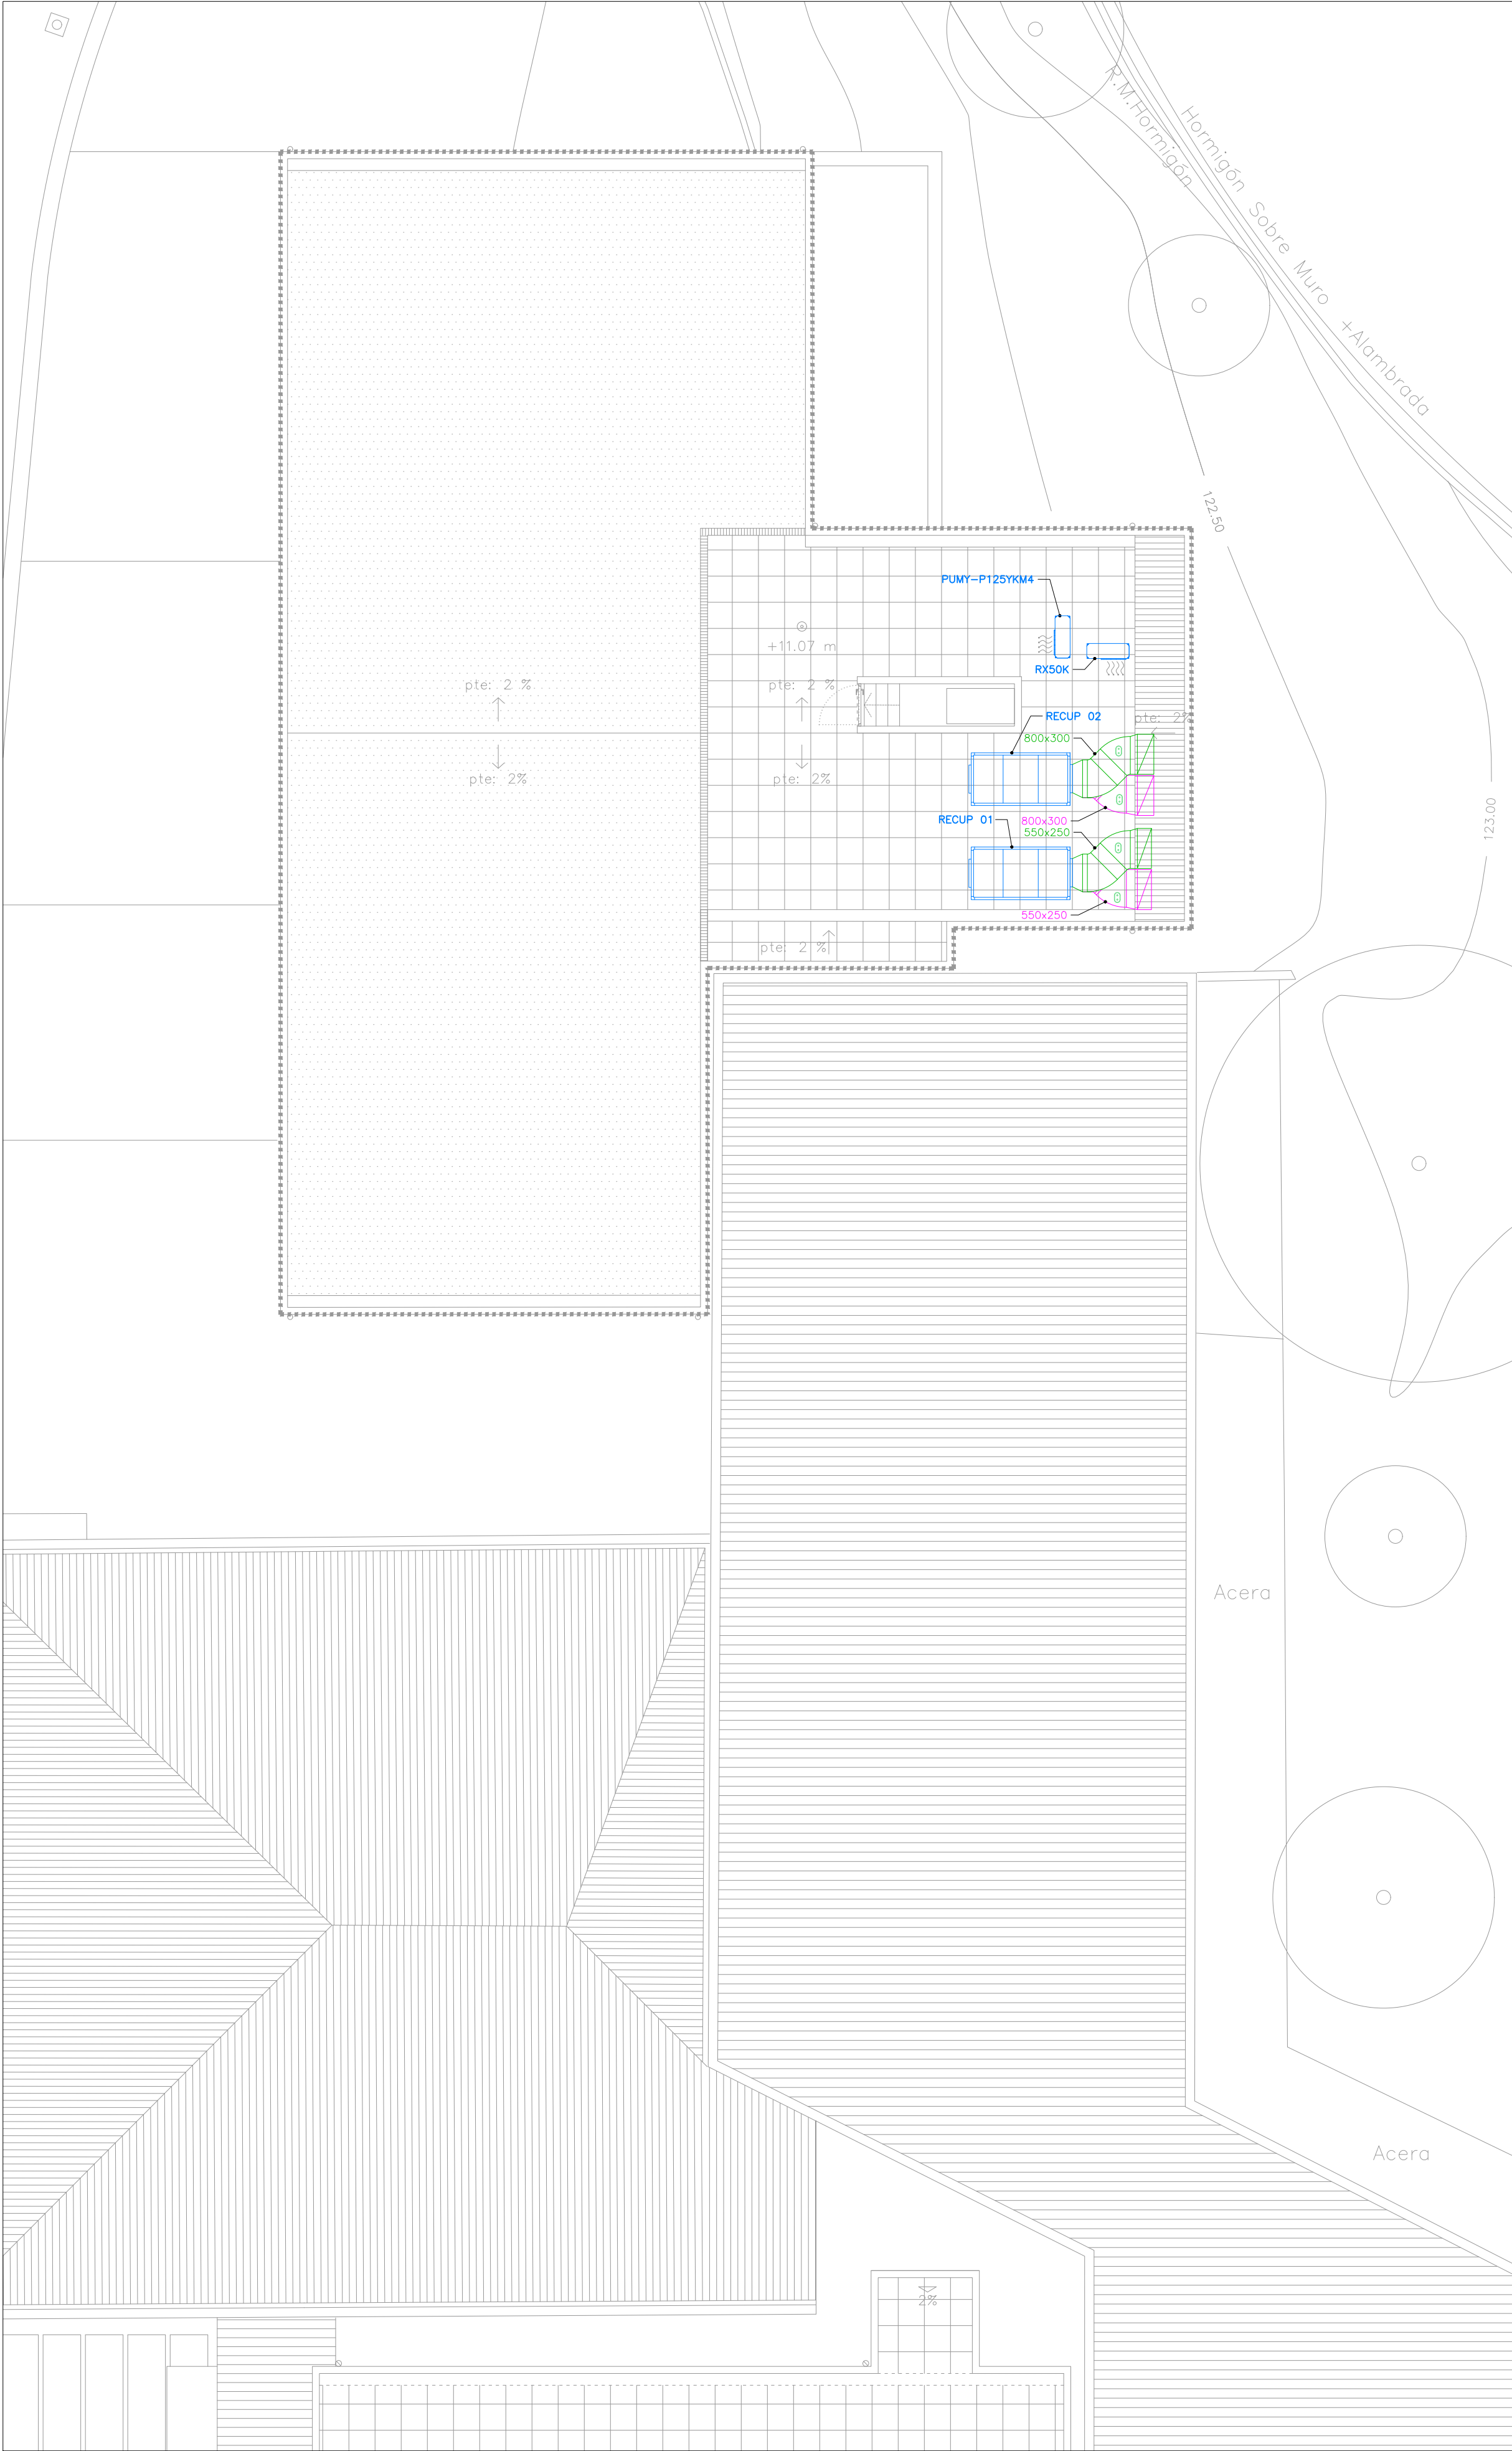 R.M.Hormigón
Hormigón Sobre Muro +Alambrada
122.50
PUMY-P125YKM4
+11.07 m
RX50K
pte: 2 %
pte: 2 %
RECUP 02
pte: 2%
800x300
pte: 2%
pte: 2%
123.00
RECUP 01
800x300
550x250
550x250
pte: 2 %
Acera
Acera
2%